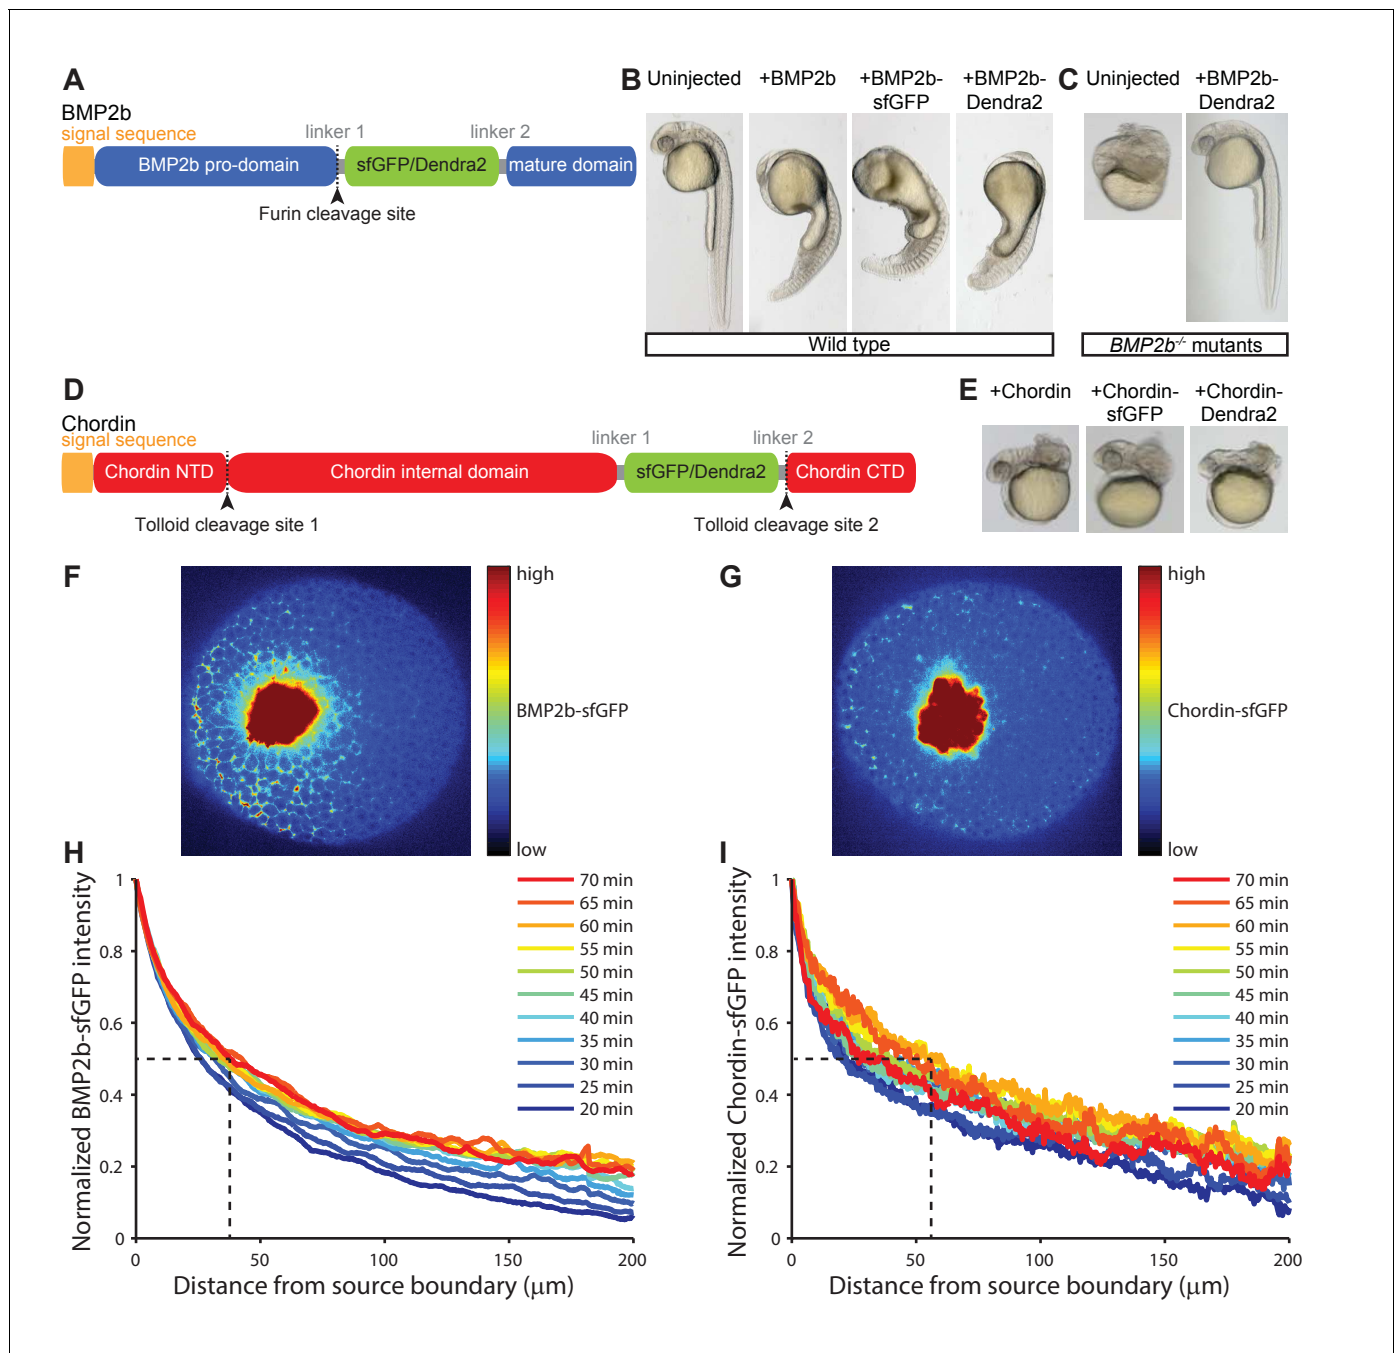 A
BMP2b
signal sequence
linker 1
linker 2
BMP2b pro-domain
sfGFP/Dendra2
mature domain
Furin cleavage site
B
Uninjected
+BMP2b
+BMP2b-
sfGFP
+BMP2b-
Dendra2
Wild type
C
Uninjected
+BMP2b-
Dendra2
BMP2b-/- mutants
D
Chordin
signal sequence
linker 1
linker 2
Chordin NTD
Chordin internal domain
sfGFP/Dendra2
Chordin CTD
Tolloid cleavage site 1
Tolloid cleavage site 2
E
+Chordin
+Chordin-
sfGFP
+Chordin-
Dendra2
F
high
BMP2b-sfGFP
low
G
high
Chordin-sfGFP
low
H
Normalized BMP2b-sfGFP intensity
1
0.8
0.6
0.4
0.2
0
0
50
100
150
200
Distance from source boundary (μm)
70 min
65 min
60 min
55 min
50 min
45 min
40 min
35 min
30 min
25 min
20 min
I
Normalized Chordin-sfGFP intensity
1
0.8
0.6
0.4
0.2
0
0
50
100
150
200
Distance from source boundary (μm)
70 min
65 min
60 min
55 min
50 min
45 min
40 min
35 min
30 min
25 min
20 min